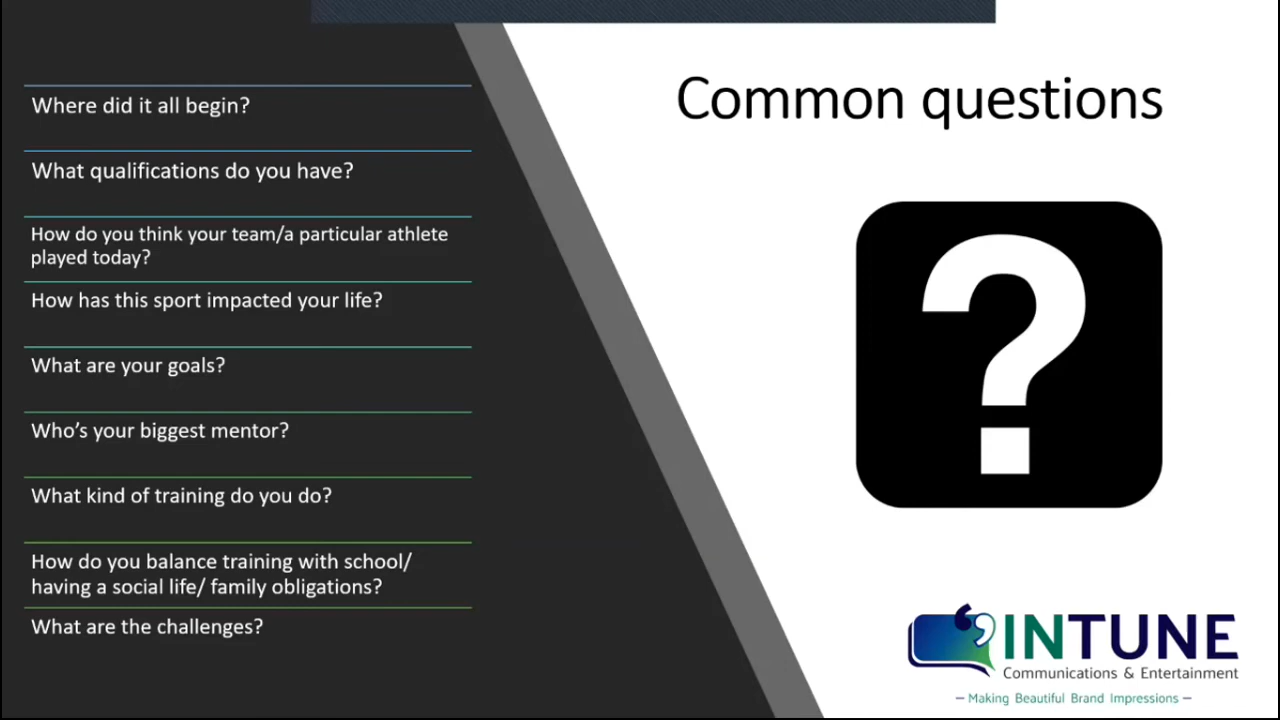 Common questions
Where did it all begin?
What qualifications do you have?
How do you think your team/a particular athlete
played today?
How has this sport impacted your life?
What are your goals?
Who’s your biggest mentor?
What kind of training do you do?
How do you balance training with school/
having a social life/ family obligations?
What are the challenges?
?
INTUNE
Communications & Entertainment
– Making Beautiful Brand Impressions –